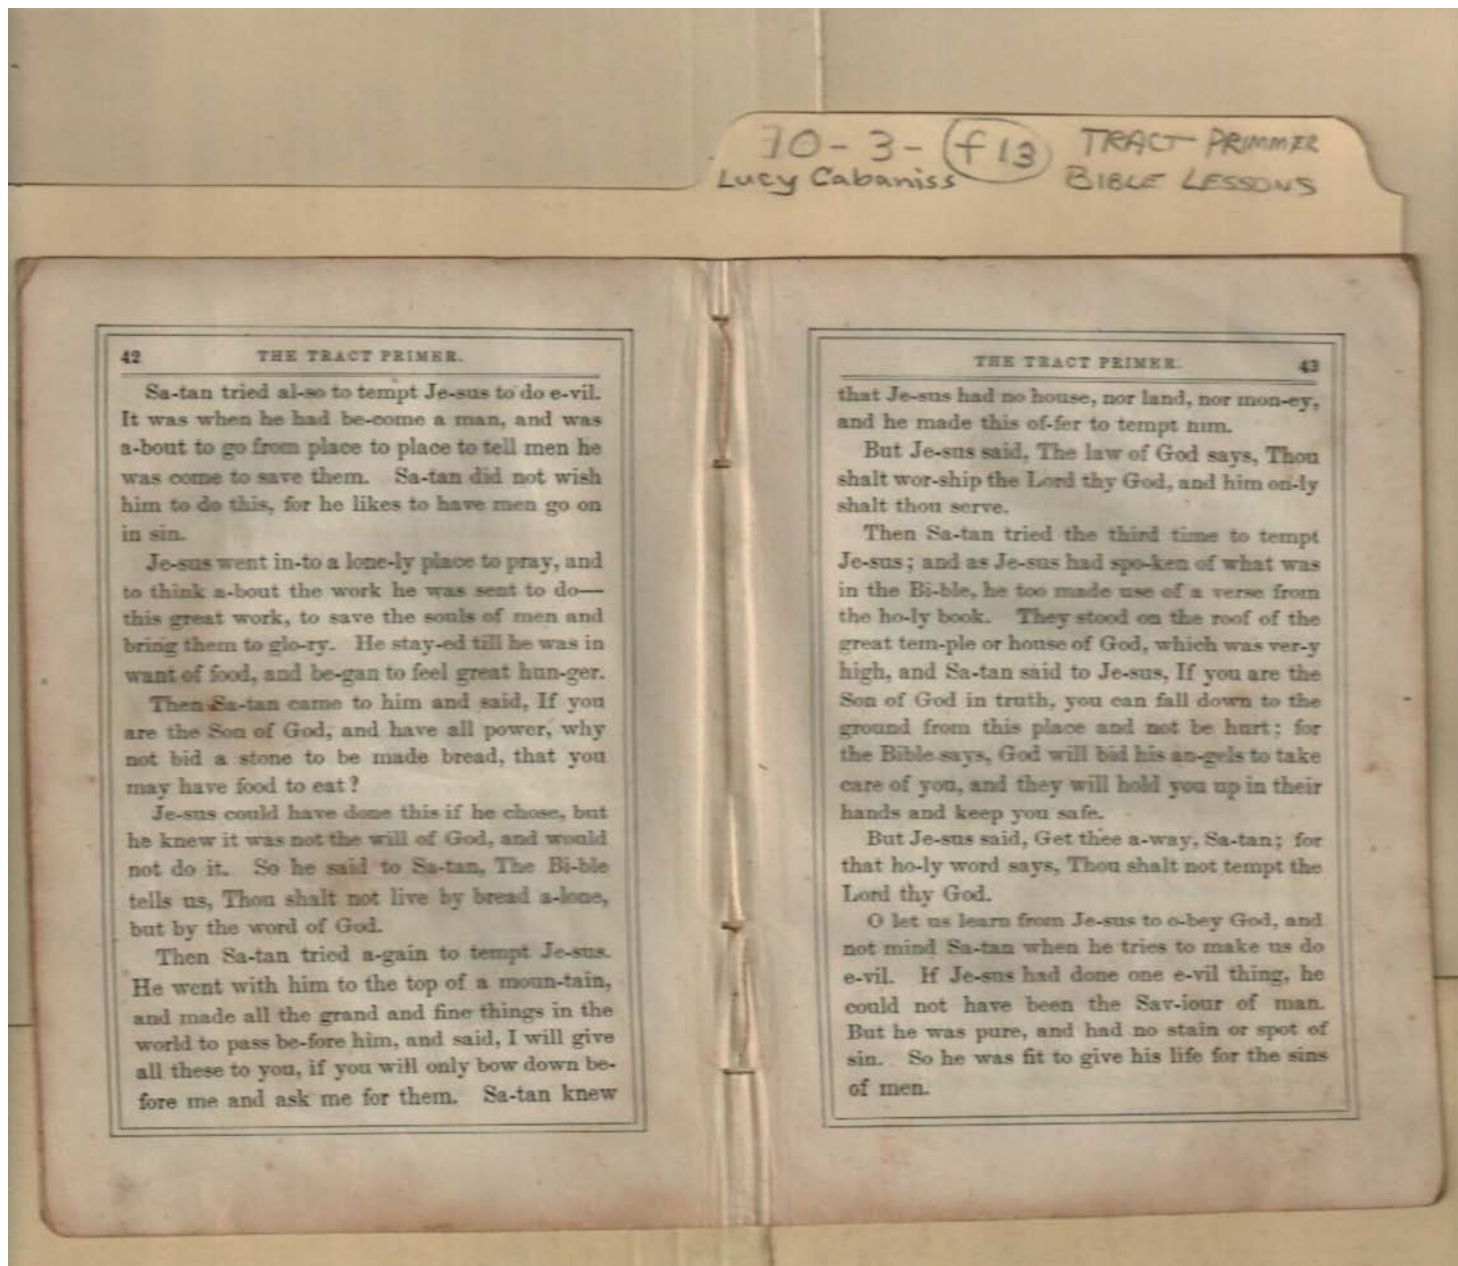 70-3-f13 TRACT PRIMMER
Lucy Cabaniss BIBLE LESSONS
42 THE TRACT PRIMER.
Sa-tan tried al-so to tempt Je-sus to do e-vil.
It was when he had be-come a man, and was
a-bout to go from place to place to tell men he
was come to save them. Sa-tan did not wish
him to do this, for he likes to have men go on
in sin.
Je-sus went in-to a lone-ly place to pray, and
to think a-bout the work he was sent to do—
this great work, to save the souls of men and
bring them to glo-ry. He stay-ed till he was in
want of food, and be-gan to feel great hun-ger.
Then Sa-tan came to him and said, If you
are the Son of God, and have all power, why
not bid a stone to be made bread, that you
may have food to eat?
Je-sus could have done this if he chose, but
he knew it was not the will of God, and would
not do it. So he said to Sa-tan, The Bi-ble
tells us, Thou shalt not live by bread a-lone,
but by the word of God.
Then Sa-tan tried a-gain to tempt Je-sus.
He went with him to the top of a moun-tain,
and made all the grand and fine things in the
world to pass be-fore him, and said, I will give
all these to you, if you will only bow down be-
fore me and ask me for them. Sa-tan knew
THE TRACT PRIMER. 43
that Je-sus had no house, nor land, nor mon-ey,
and he made this of-fer to tempt him.
But Je-sus said, The law of God says, Thou
shalt wor-ship the Lord thy God, and him on-ly
shalt thou serve.
Then Sa-tan tried the third time to tempt
Je-sus; and as Je-sus had spo-ken of what was
in the Bi-ble, he too made use of a verse from
the ho-ly book. They stood on the roof of the
great tem-ple or house of God, which was ver-y
high, and Sa-tan said to Je-sus, If you are the
Son of God in truth, you can fall down to the
ground from this place and not be hurt; for
the Bible says, God will bid his an-gels to take
care of you, and they will hold you up in their
hands and keep you safe.
But Je-sus said, Get thee a-way, Sa-tan; for
that ho-ly word says, Thou shalt not tempt the
Lord thy God.
O let us learn from Je-sus to o-bey God, and
not mind Sa-tan when he tries to make us do
e-vil. If Je-sus had done one e-vil thing, he
could not have been the Sav-iour of man.
But he was pure, and had no stain or spot of
sin. So he was fit to give his life for the sins
of men.